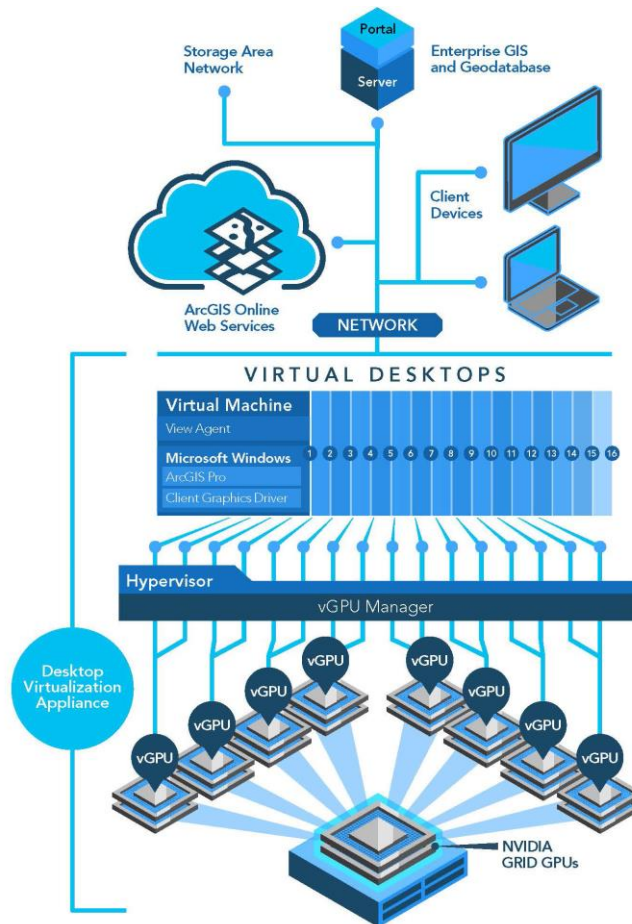 Portal
Server
Storage Area
Network
Enterprise GIS
and Geodatabase
Client
Devices
ArcGIS Online
Web Services
NETWORK
VIRTUAL DESKTOPS
Virtual Machine
View Agent
Microsoft Windows
ArcGIS Pro
Client Graphics Driver
1 2 3 4 5 6 7 8 9 10 11 12 13 14 15 16
Hypervisor
vGPU Manager
Desktop
Virtualization
Appliance
vGPU
vGPU
vGPU
vGPU
vGPU
vGPU
vGPU
vGPU
NVIDIA
GRID GPUs